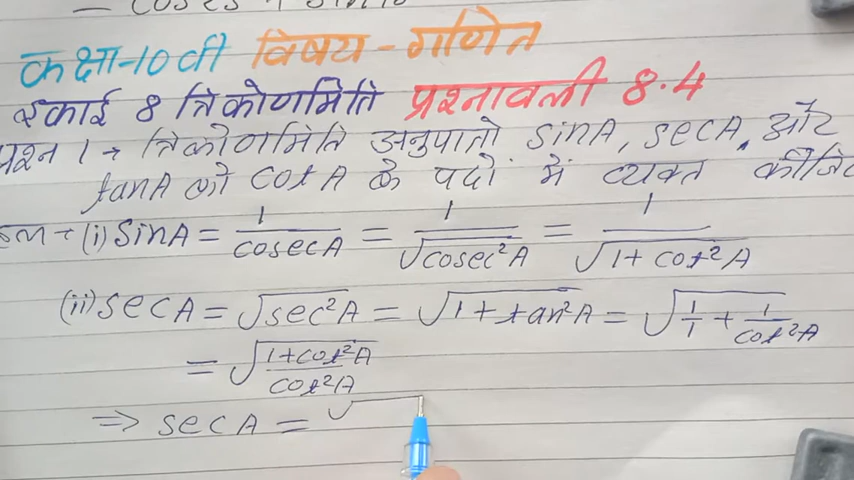 = cosec
कक्षा-10वी विषय-गणित
इकाई 8 त्रिकोणमिति प्रश्नावली 8.4
प्रश्न 1→ त्रिकोणमिति अनुपातो sinA, secA, और
tanA को cotA के पदों में व्यक्त कीजि
हल→(i) sinA = 1/cosecA = 1/√cosec²A = 1/√1+cot²A
(ii) secA = √sec²A = √1+tan²A = √1/1 + 1/cot²A
= √1+cot²A/cot²A
⇒ secA = √